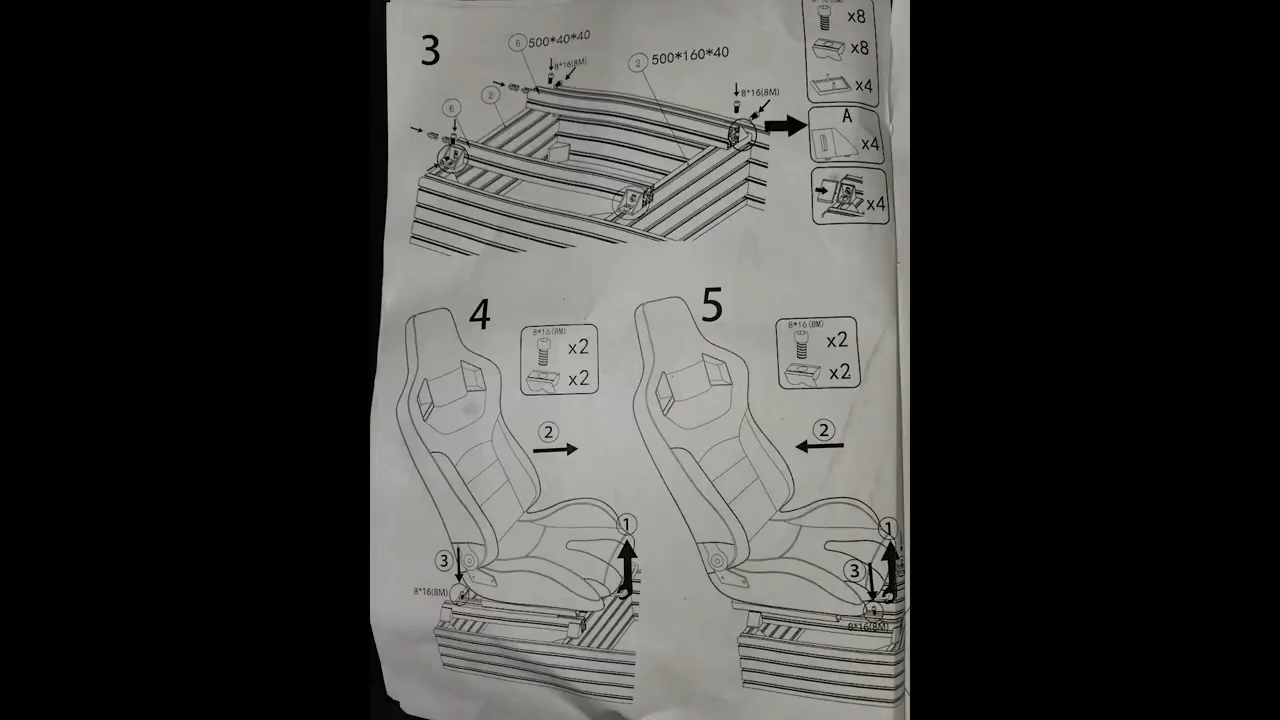 3
6 500*40*40
2 500*160*40
8*16(8M)
8*16(8M)
6
2
x8
x8
x4
A
x4
x4
4
8*16(8M)
x2
x2
2
1
3
8*16(8M)
5
8*16(8M)
x2
x2
2
1
3
8*16(8M)